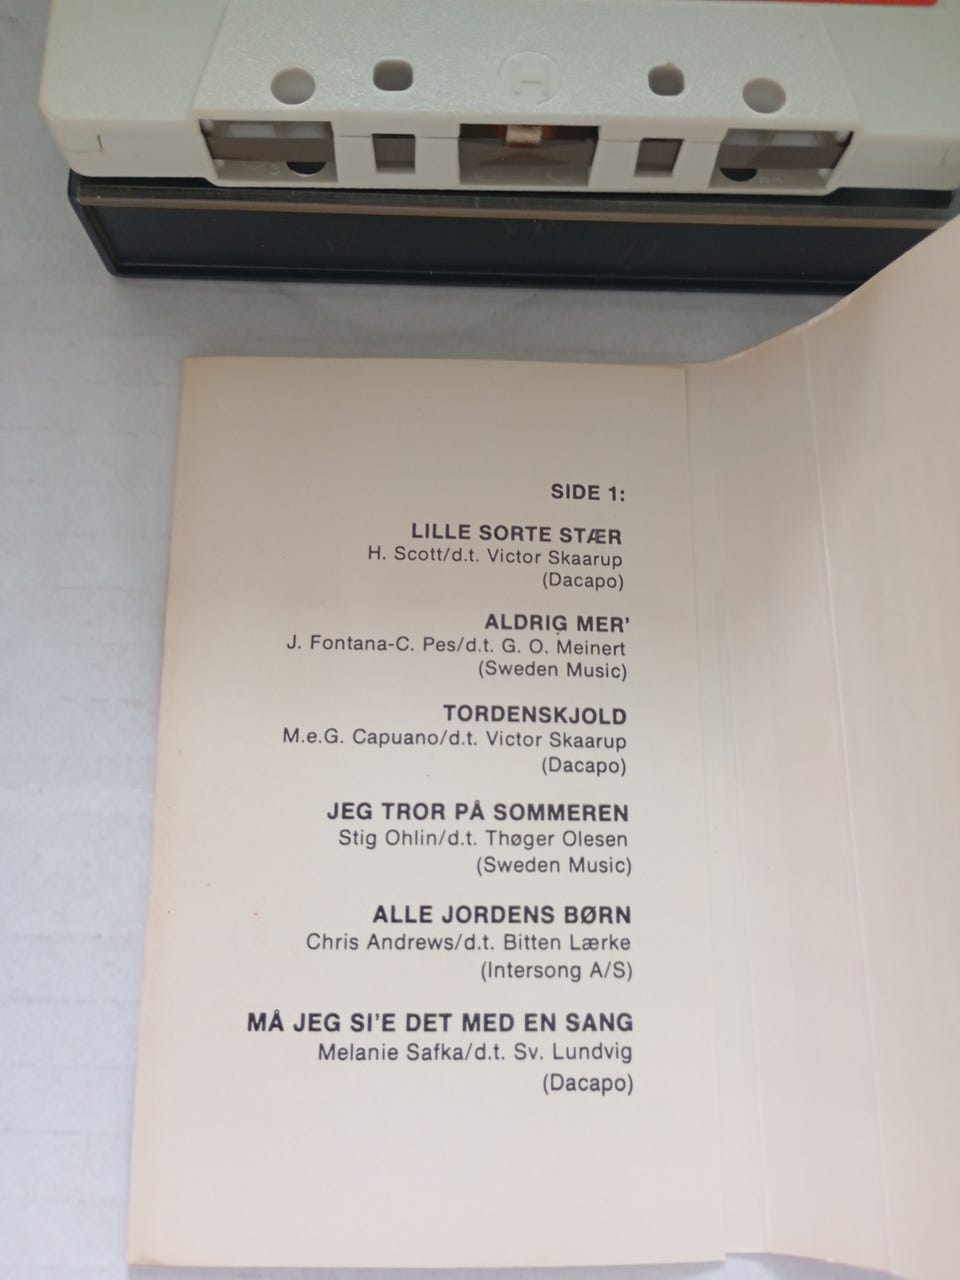 SIDE 1:
LILLE SORTE STÆR
H. Scott/d.t. Victor Skaarup
(Dacapo)
ALDRIG MER'
J. Fontana-C. Pes/d.t. G. O. Meinert
(Sweden Music)
TORDENSKJOLD
M.e.G. Capuano/d.t. Victor Skaarup
(Dacapo)
JEG TROR PÅ SOMMEREN
Stig Ohlin/d.t. Thøger Olesen
(Sweden Music)
ALLE JORDENS BØRN
Chris Andrews/d.t. Bitten Lærke
(Intersong A/S)
MÅ JEG SI'E DET MED EN SANG
Melanie Safka/d.t. Sv. Lundvig
(Dacapo)